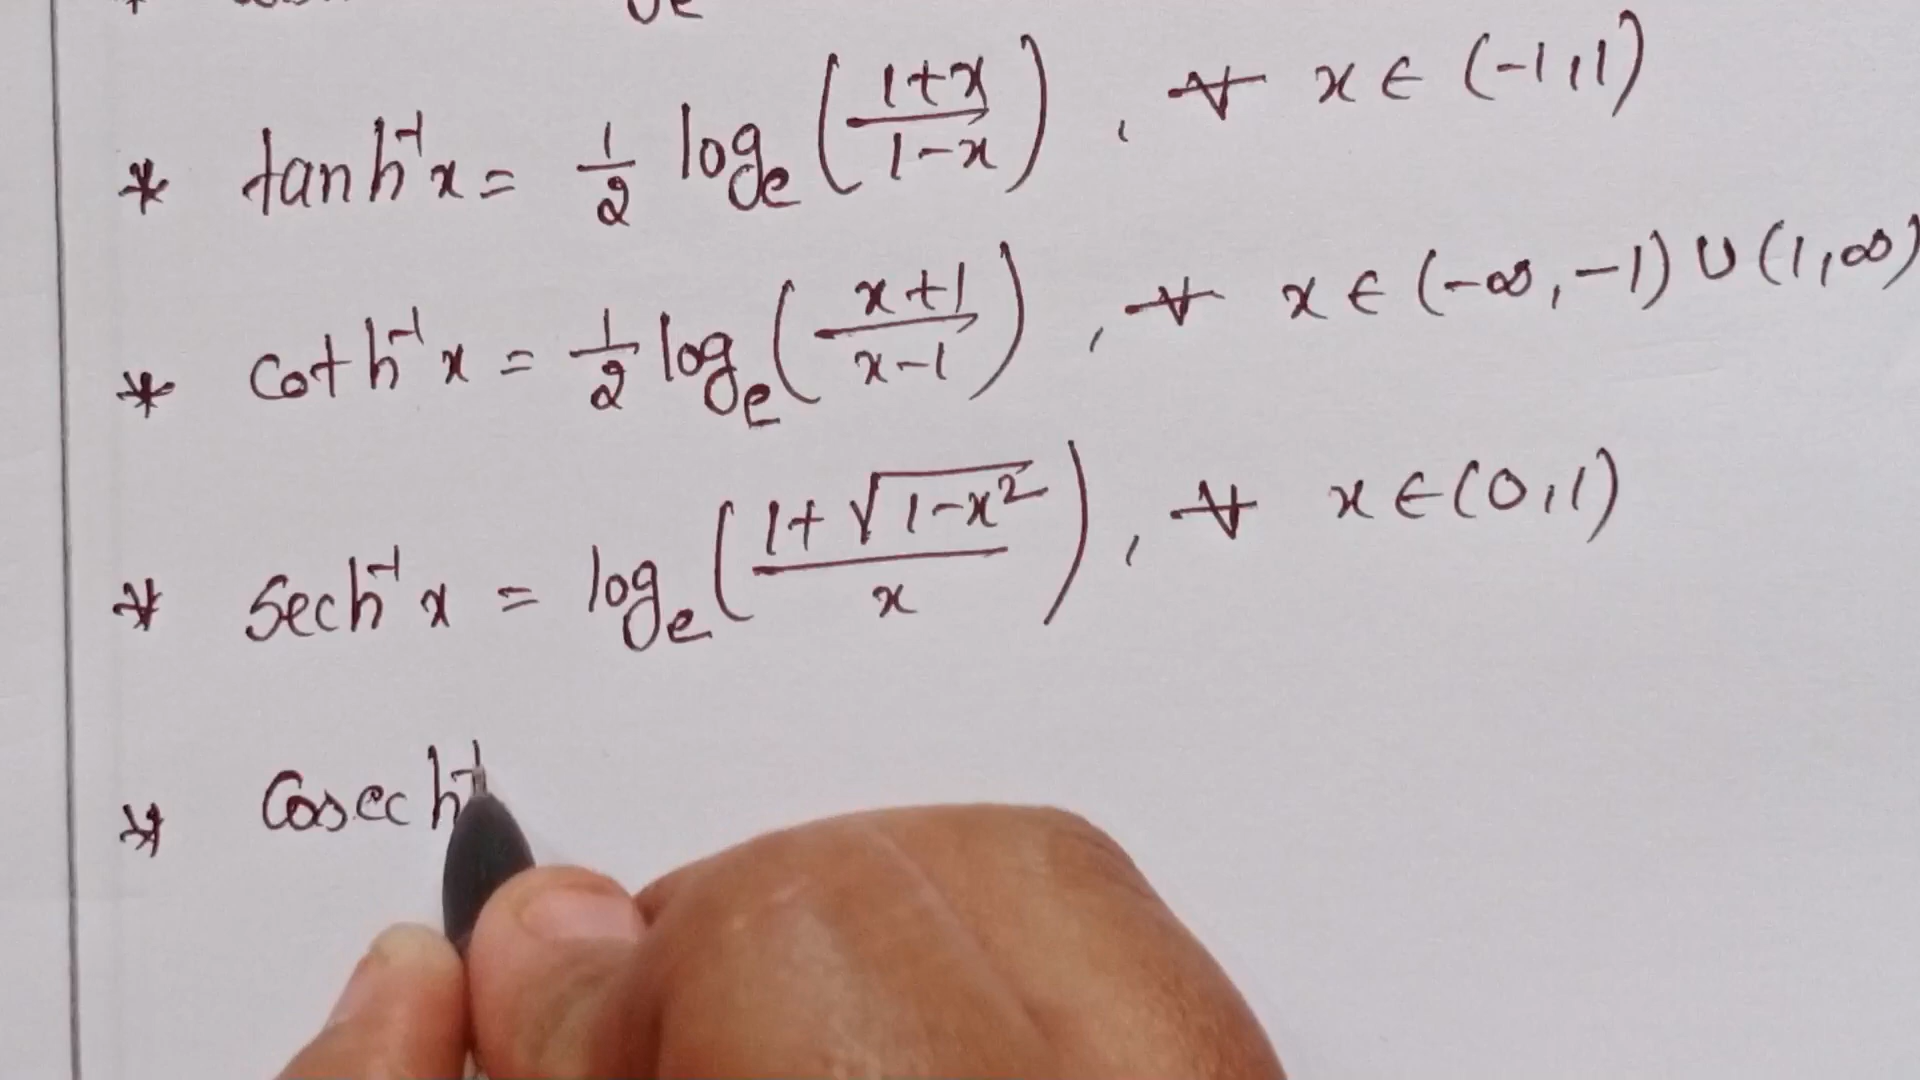 * tanh⁻¹x = 1/2 logₑ((1+x)/(1-x)), ∀ x ∈ (-1,1)
* coth⁻¹x = 1/2 logₑ((x+1)/(x-1)), ∀ x ∈ (-∞,-1) ∪ (1,∞)
* Sech⁻¹x = logₑ((1+√(1-x²))/x), ∀ x ∈ (0,1)
* Cosech⁻¹